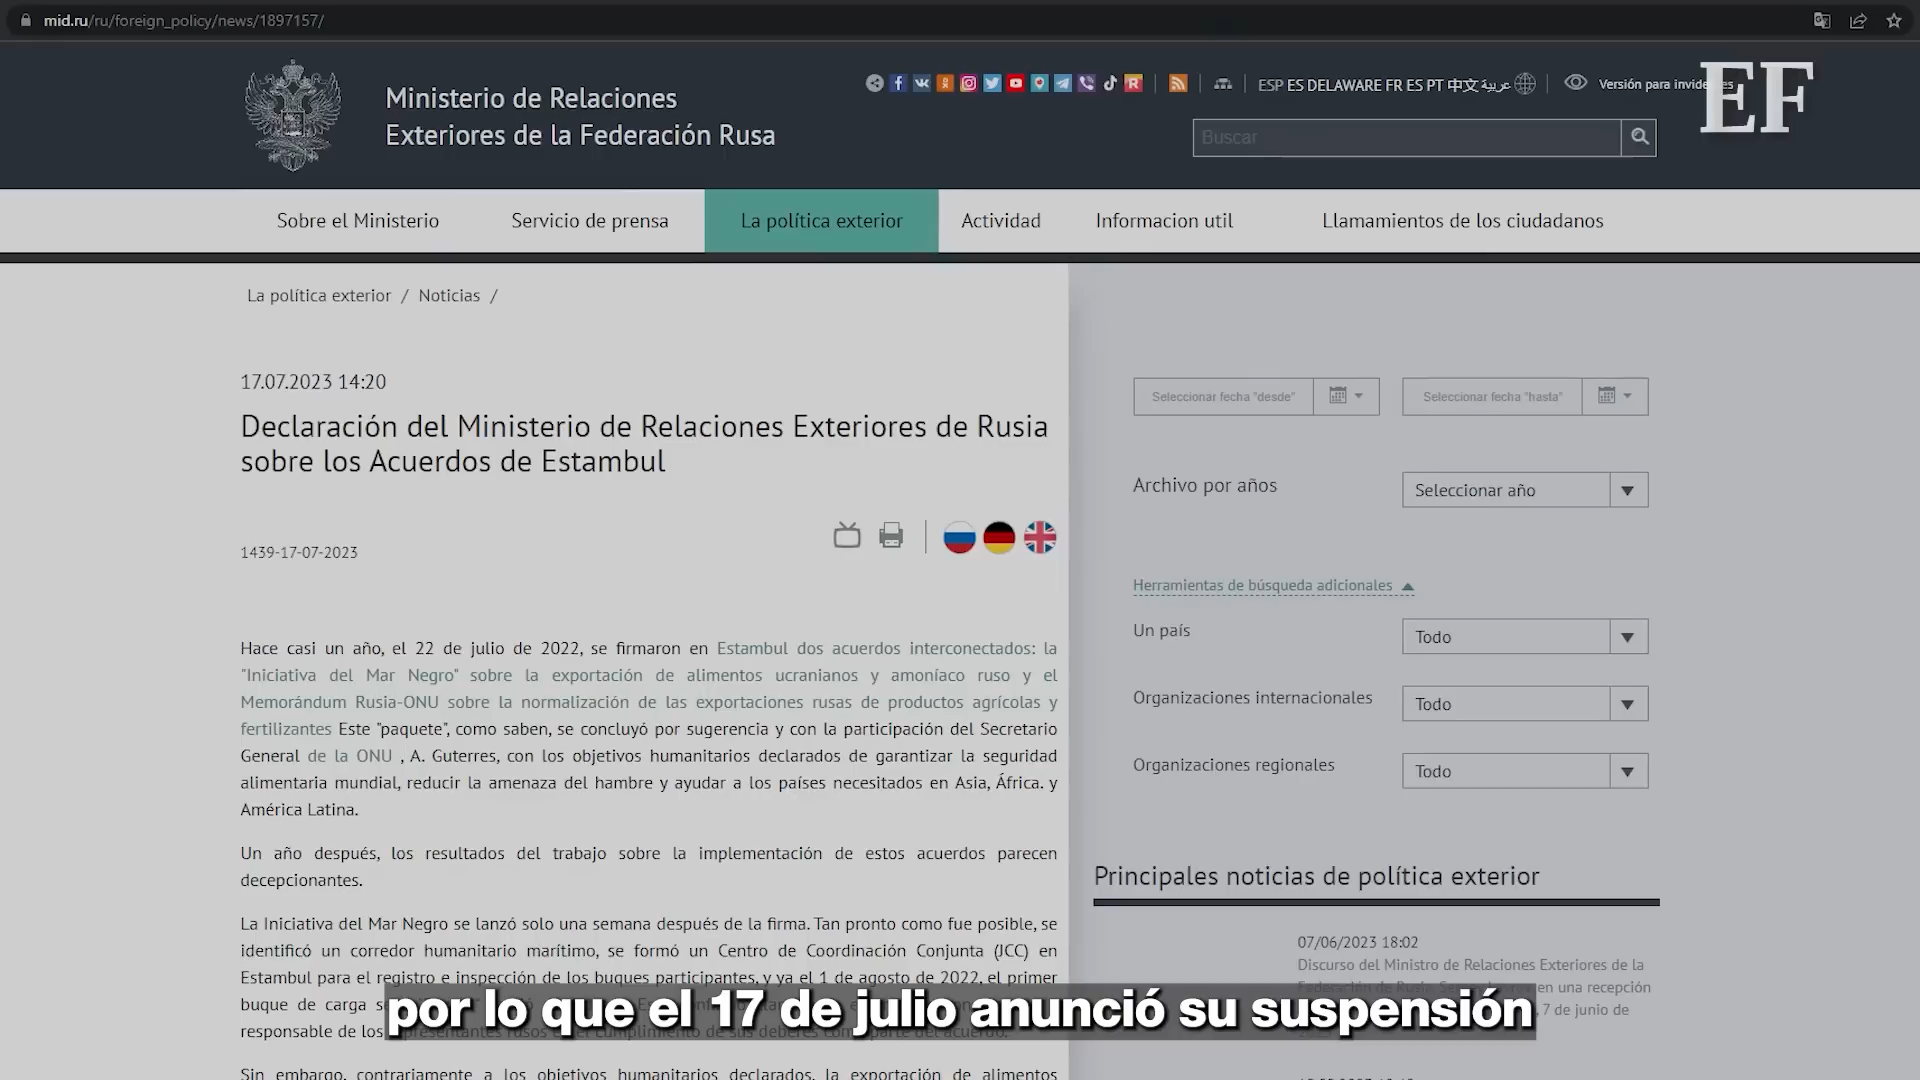 mid.ru/ru/foreign_policy/news/1897157/
Ministerio de Relaciones
Exteriores de la Federación Rusa
ESP ES DELAWARE FR ES PT 中文 عربية
Versión para
EF
Buscar
Sobre el Ministerio
Servicio de prensa
La política exterior
Actividad
Informacion util
Llamamientos de los ciudadanos
La política exterior / Noticias /
17.07.2023 14:20
Declaración del Ministerio de Relaciones Exteriores de Rusia
sobre los Acuerdos de Estambul
1439-17-07-2023
Hace casi un año, el 22 de julio de 2022, se firmaron en Estambul dos acuerdos interconectados: la
"Iniciativa del Mar Negro" sobre la exportación de alimentos ucranianos y amoníaco ruso y el
Memorándum Rusia-ONU sobre la normalización de las exportaciones rusas de productos agrícolas y
fertilizantes Este "paquete", como saben, se concluyó por sugerencia y con la participación del Secretario
General de la ONU , A. Guterres, con los objetivos humanitarios declarados de garantizar la seguridad
alimentaria mundial, reducir la amenaza del hambre y ayudar a los países necesitados en Asia, África. y
América Latina.
Un año después, los resultados del trabajo sobre la implementación de estos acuerdos parecen
decepcionantes.
La Iniciativa del Mar Negro se lanzó solo una semana después de la firma. Tan pronto como fue posible, se
identificó un corredor humanitario marítimo, se formó un Centro de Coordinación Conjunta (JCC) en
Estambul para el registro e inspección de los buques participantes, y ya el 1 de agosto de 2022, el primer
buque de carga
responsable de los
Sin embargo, contrariamente a los objetivos humanitarios declarados, la exportación de alimentos
Seleccionar fecha "desde"
Seleccionar fecha "hasta"
Archivo por años
Seleccionar año
Herramientas de búsqueda adicionales
Un país
Todo
Organizaciones internacionales
Todo
Organizaciones regionales
Todo
Principales noticias de política exterior
07/06/2023 18:02
Discurso del Ministro de Relaciones Exteriores de la
en una recepción
, 7 de junio de
por lo que el 17 de julio anunció su suspensión